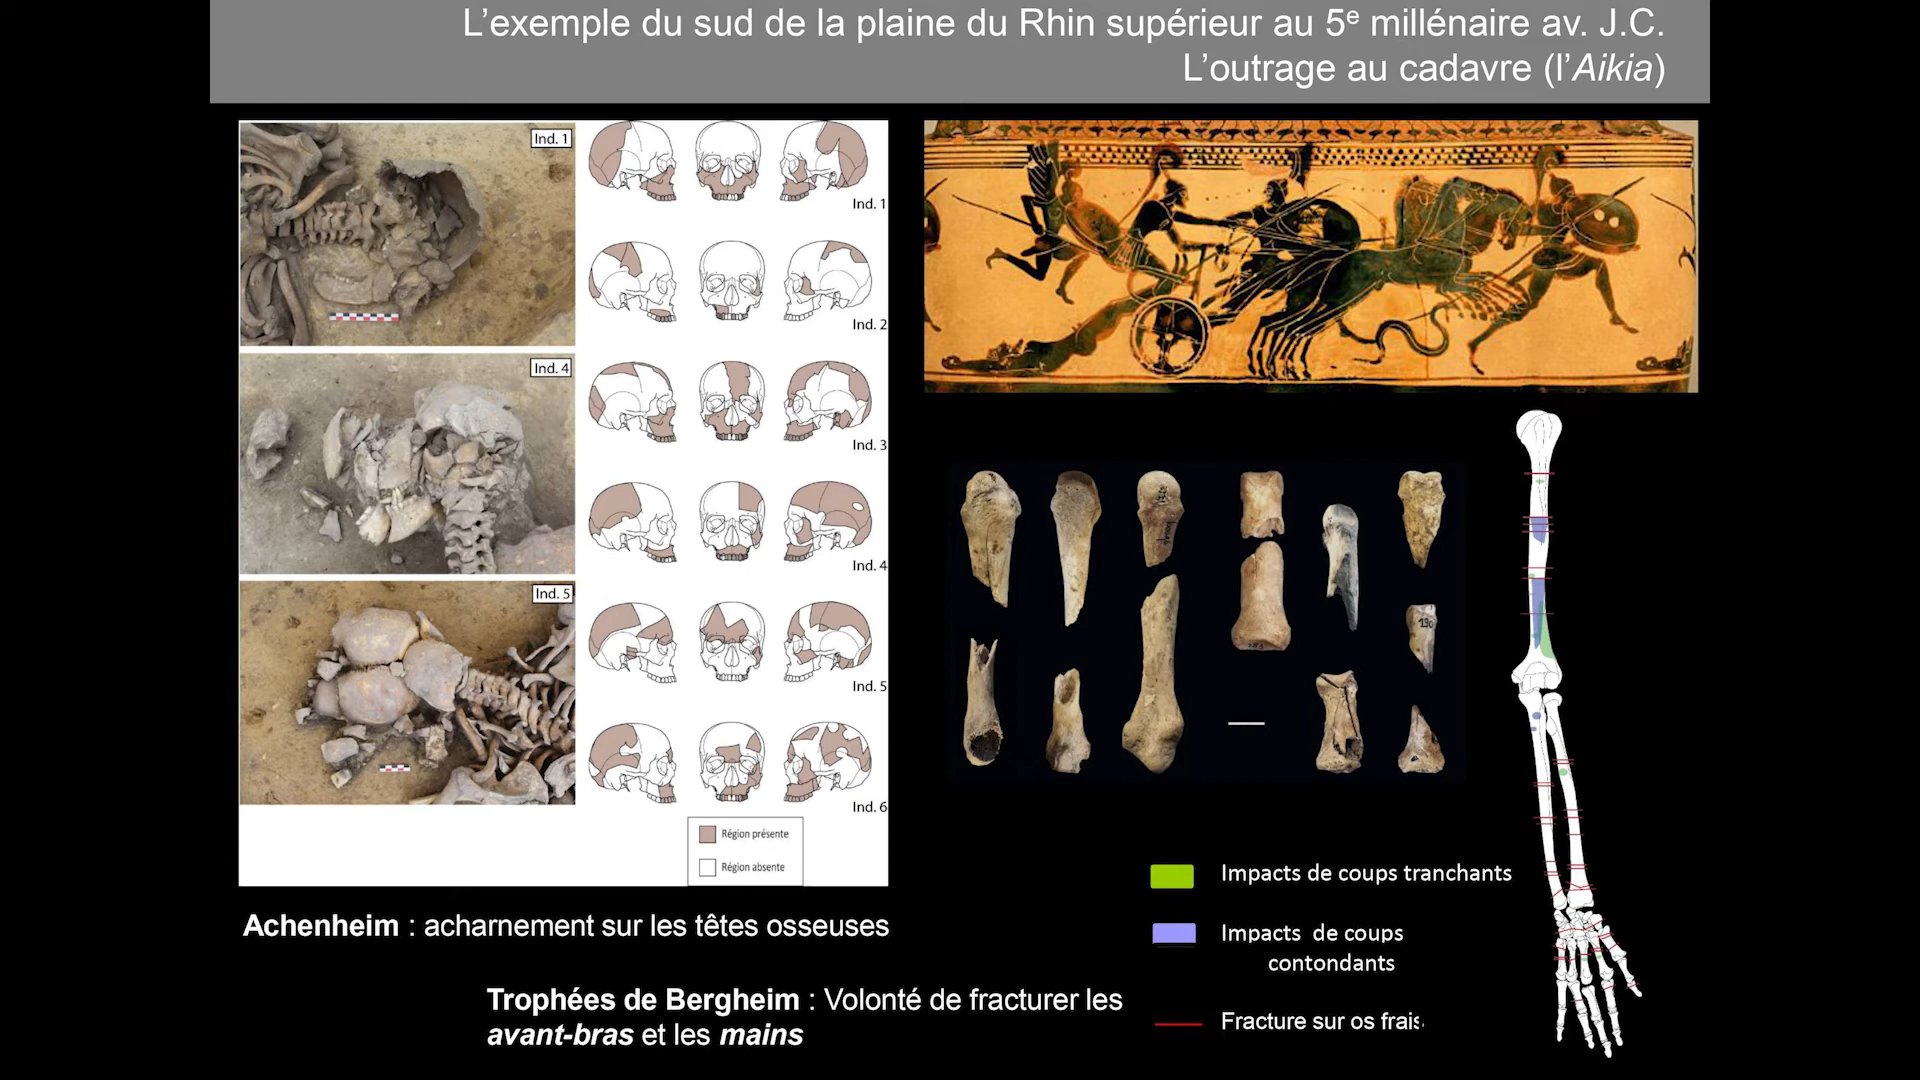 L’exemple du sud de la plaine du Rhin supérieur au 5e millénaire av. J.C.
L’outrage au cadavre (l’Aikia)
Ind. 1
Ind. 4
Ind. 5
Ind. 1
Ind. 2
Ind. 3
Ind. 4
Ind. 5
Ind. 6
Région présente
Région absente
Achenheim : acharnement sur les têtes osseuses
Trophées de Bergheim : Volonté de fracturer les
avant-bras et les mains
190
Impacts de coups tranchants
Impacts de coups
contondants
Fracture sur os frais